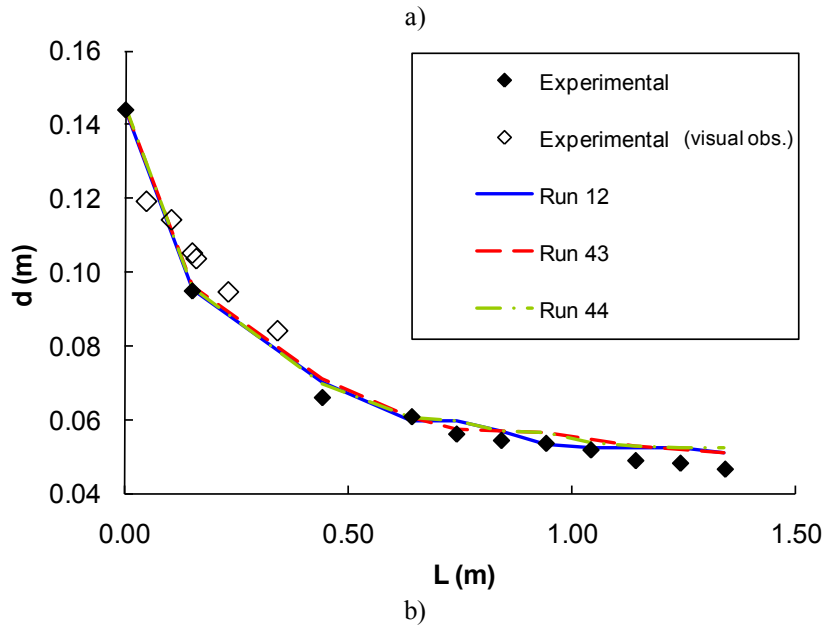 a)
0.16
0.14
0.12
0.10
0.08
0.06
0.04
d (m)
Experimental
Experimental (visual obs.)
Run 12
Run 43
Run 44
0.00 0.50 1.00 1.50
L (m)
b)